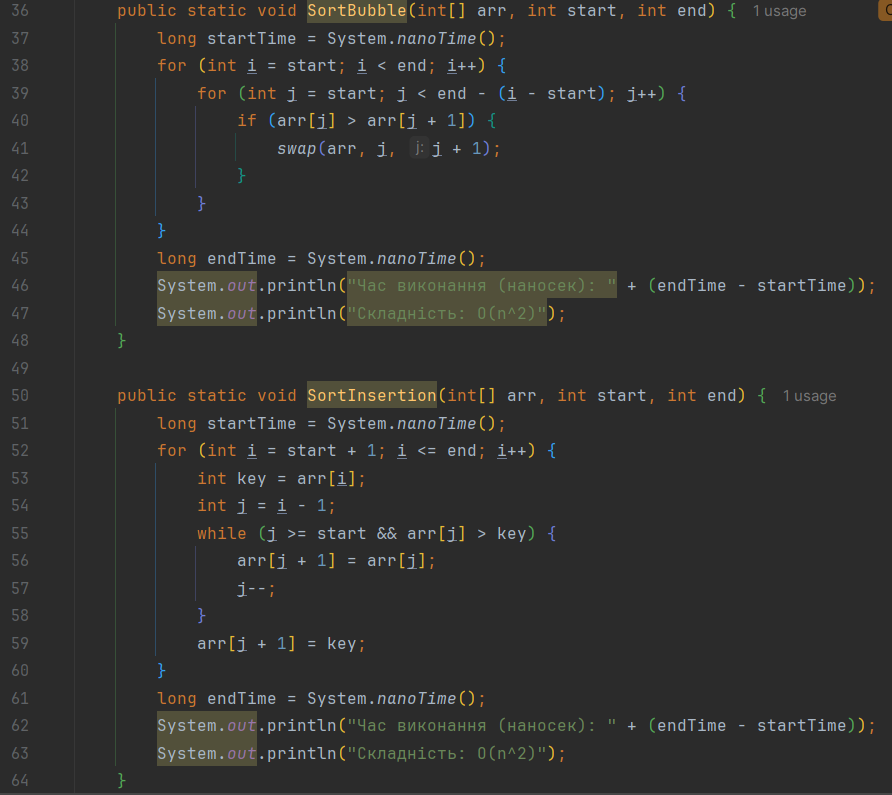 36 public static void SortBubble(int[] arr, int start, int end) { 1 usage
37 long startTime = System.nanoTime();
38 for (int i = start; i < end; i++) {
39 for (int j = start; j < end - (i - start); j++) {
40 if (arr[j] > arr[j + 1]) {
41 swap(arr, j, j: j + 1);
42 }
43 }
44 }
45 long endTime = System.nanoTime();
46 System.out.println("Час виконання (наносек): " + (endTime - startTime));
47 System.out.println("Складність: O(n^2)");
48 }
49
50 public static void SortInsertion(int[] arr, int start, int end) { 1 usage
51 long startTime = System.nanoTime();
52 for (int i = start + 1; i <= end; i++) {
53 int key = arr[i];
54 int j = i - 1;
55 while (j >= start && arr[j] > key) {
56 arr[j + 1] = arr[j];
57 j--;
58 }
59 arr[j + 1] = key;
60 }
61 long endTime = System.nanoTime();
62 System.out.println("Час виконання (наносек): " + (endTime - startTime));
63 System.out.println("Складність: O(n^2)");
64 }